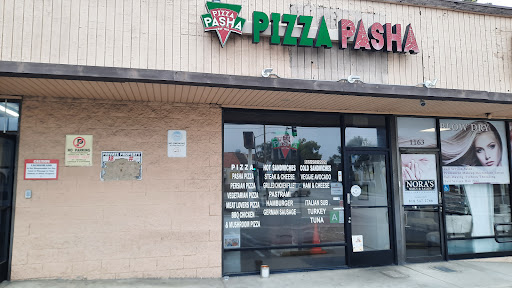 PIZZA
PASHA
PIZZA PASHA
PIZZA
PASHA PIZZA
PERSIAN PIZZA
VEGETARIAN PIZZA
MEAT LOVERS PIZZA
BBQ CHICKEN
& MUSHROOM PIZZA
HOT SANDWICHES
STEAK & CHEESE
PASTRAMI
HAMBURGER
GERMAN SAUSAGE
COLD SANDWICHES
VEGGIE AVOCADO
HAM & CHEESE
ITALIAN SUB
TURKEY
TUNA
A
1163
NORA'S
BLOW DRY
NO PARKING
PRIVATE PROPERTY